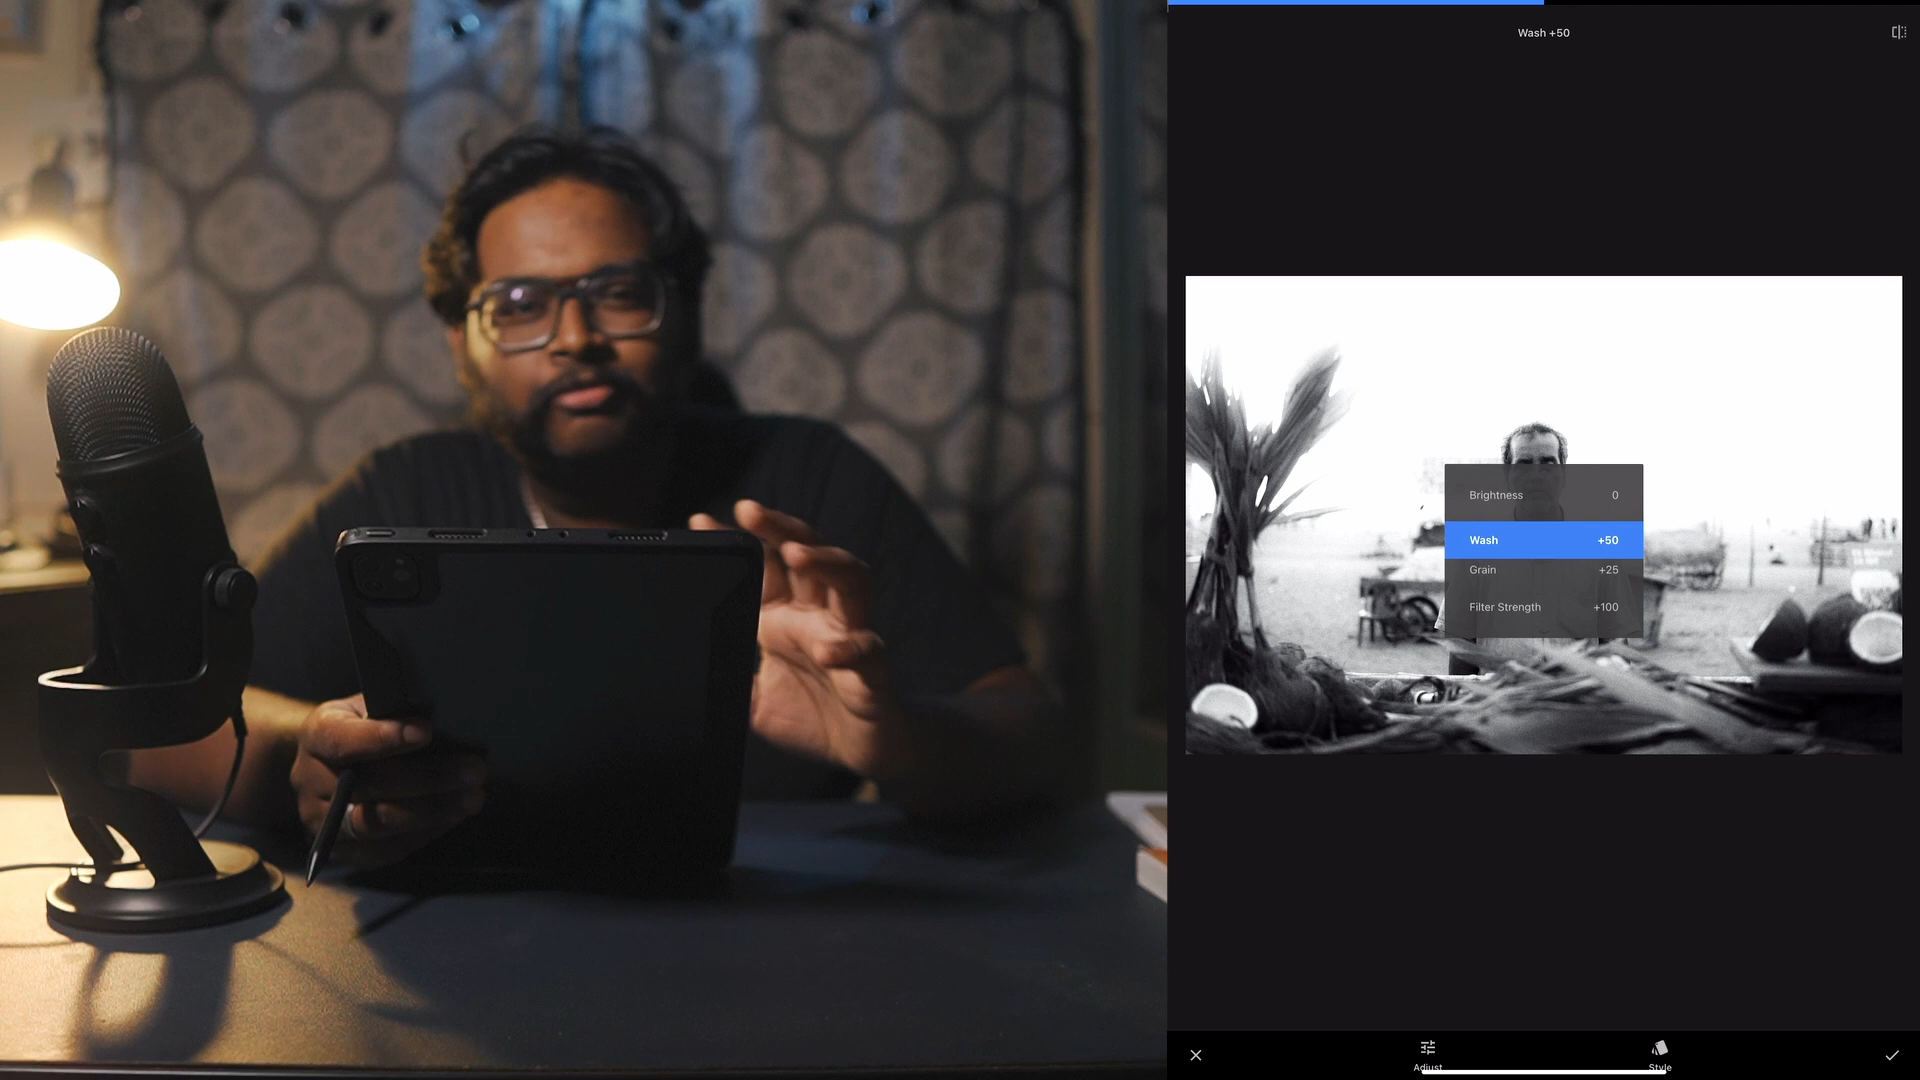 Wash +50
Brightness 0
Wash +50
Grain +25
Filter Strength +100
Adjust
Style